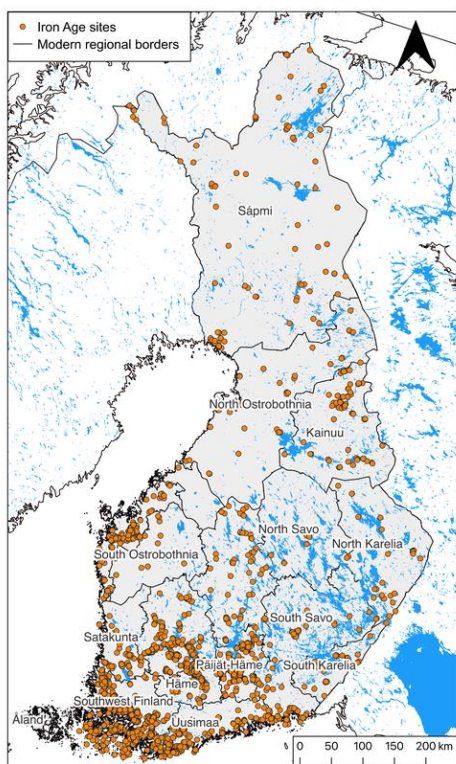 Iron Age sites
Modern regional borders
Sápmi
North Ostrobothnia
Kainuu
North Savo
North Karelia
South Ostrobothnia
South Savo
Satakunta
Päijät-Häme
South Karelia
Häme
Southwest Finland
Åland
Uusimaa
0 50 100 150 200 km